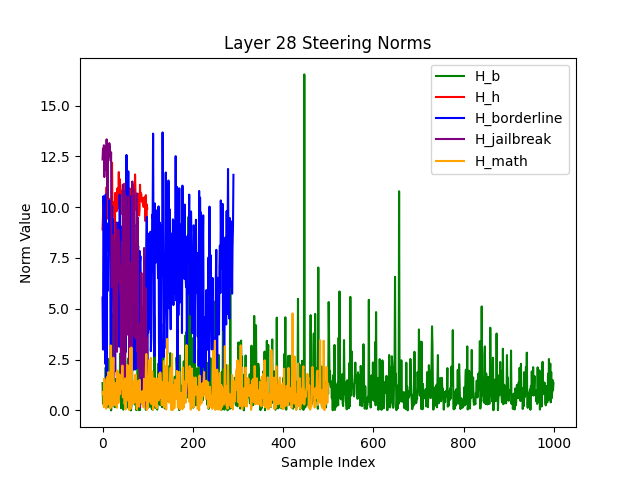 Layer 28 Steering Norms
Norm Value
15.0
12.5
10.0
7.5
5.0
2.5
0.0
H_b
H_h
H_borderline
H_jailbreak
H_math
0
200
400
600
800
1000
Sample Index